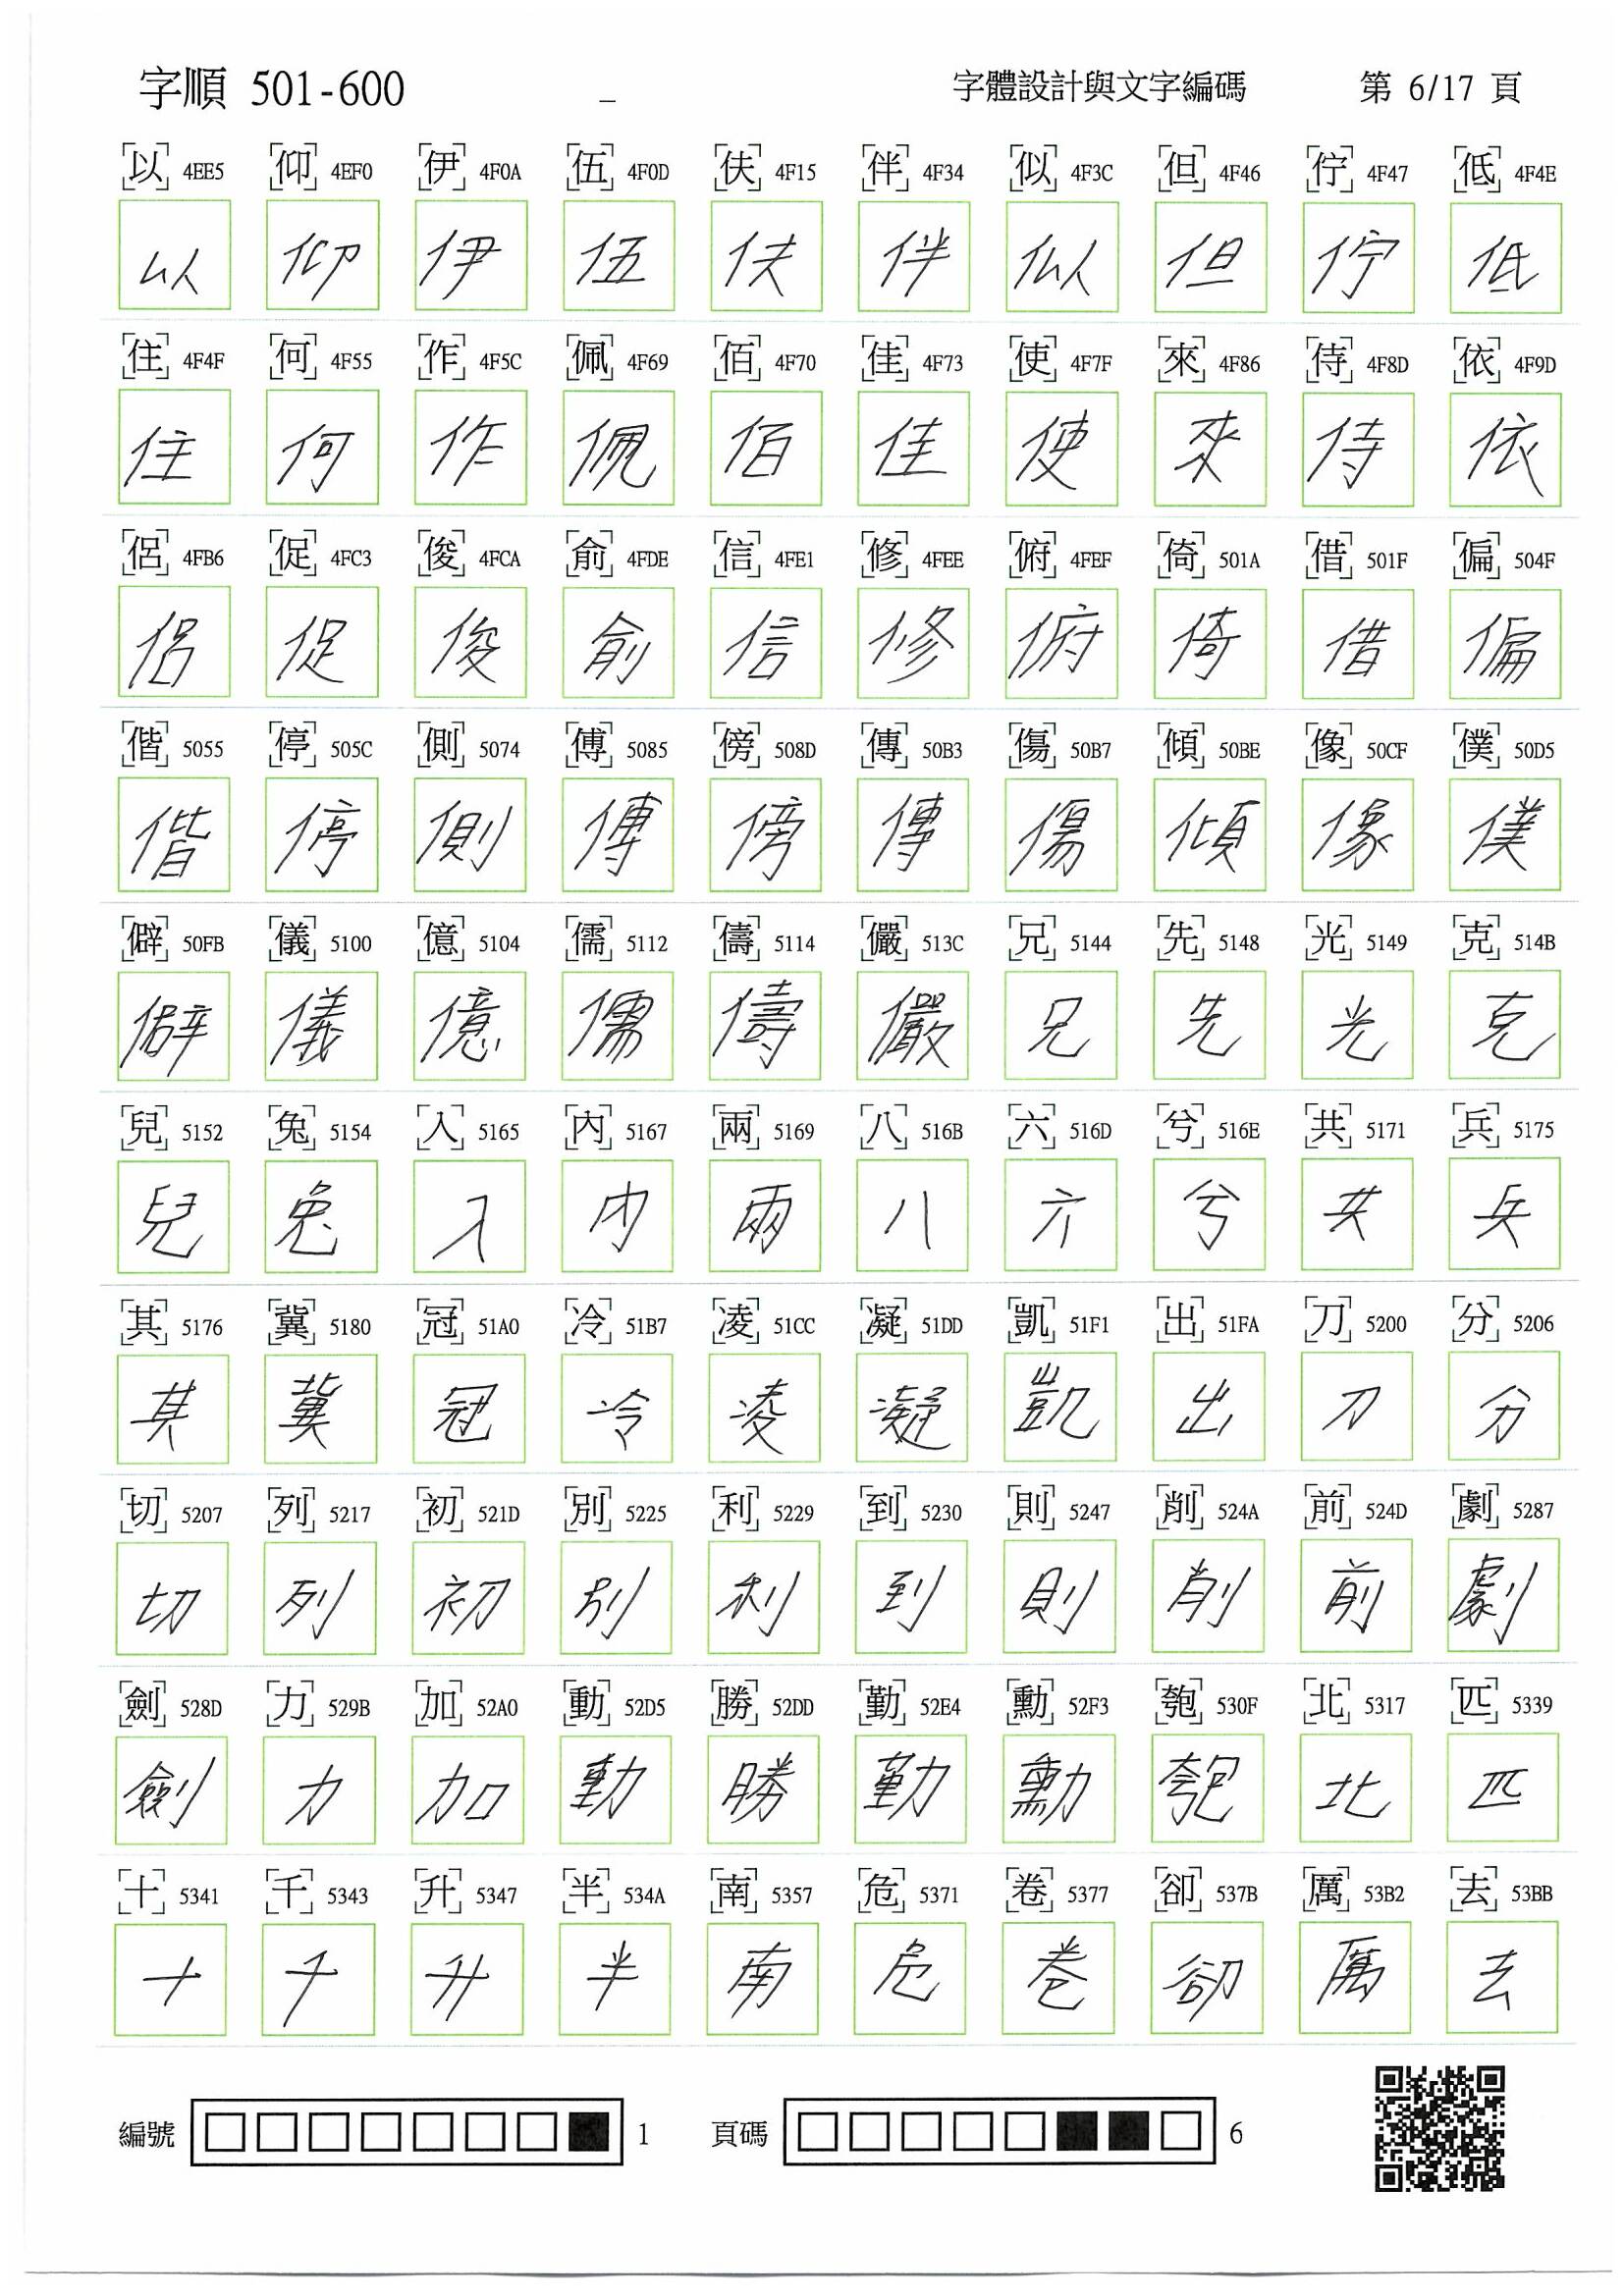 字順 501-600 _ 字體設計與文字編碼 第 6/17 頁
以 4EE5 仰 4EF0 伊 4F0A 伍 4F0D 伕 4F15 伴 4F34 似 4F3C 但 4F46 佇 4F47 低 4F4E
以 仰 伊 伍 伕 伴 似 但 佇 低
住 4F4F 何 4F55 作 4F5C 佩 4F69 佰 4F70 佳 4F73 使 4F7F 來 4F86 侍 4F8D 依 4F9D
住 何 作 佩 佰 佳 使 來 侍 依
侶 4FB6 促 4FC3 俊 4FCA 俞 4FDE 信 4FE1 修 4FEE 俯 4FEF 倚 501A 借 501F 偏 504F
侶 促 俊 俞 信 修 俯 倚 借 偏
偕 5055 停 505C 側 5074 傅 5085 傍 508D 傳 50B3 傷 50B7 傾 50BE 像 50CF 僕 50D5
偕 停 側 傅 傍 傳 傷 傾 像 僕
僻 50FB 儀 5100 億 5104 儒 5112 儔 5114 儼 513C 兄 5144 先 5148 光 5149 克 514B
僻 儀 億 儒 儔 儼 兄 先 光 克
兒 5152 兔 5154 入 5165 內 5167 兩 5169 八 516B 六 516D 兮 516E 共 5171 兵 5175
兒 兔 入 內 兩 八 六 兮 共 兵
其 5176 冀 5180 冠 51A0 冷 51B7 凌 51CC 凝 51DD 凱 51F1 出 51FA 刀 5200 分 5206
其 冀 冠 冷 凌 凝 凱 出 刀 分
切 5207 列 5217 初 521D 別 5225 利 5229 到 5230 則 5247 削 524A 前 524D 劇 5287
切 列 初 別 利 到 則 削 前 劇
劍 528D 力 529B 加 52A0 動 52D5 勝 52DD 勤 52E4 勳 52F3 匏 530F 北 5317 匹 5339
劍 力 加 動 勝 勤 勳 匏 北 匹
十 5341 千 5343 升 5347 半 534A 南 5357 危 5371 卷 5377 卻 537B 厲 53B2 去 53BB
十 千 升 半 南 危 卷 卻 厲 去
編號 1 頁碼 6